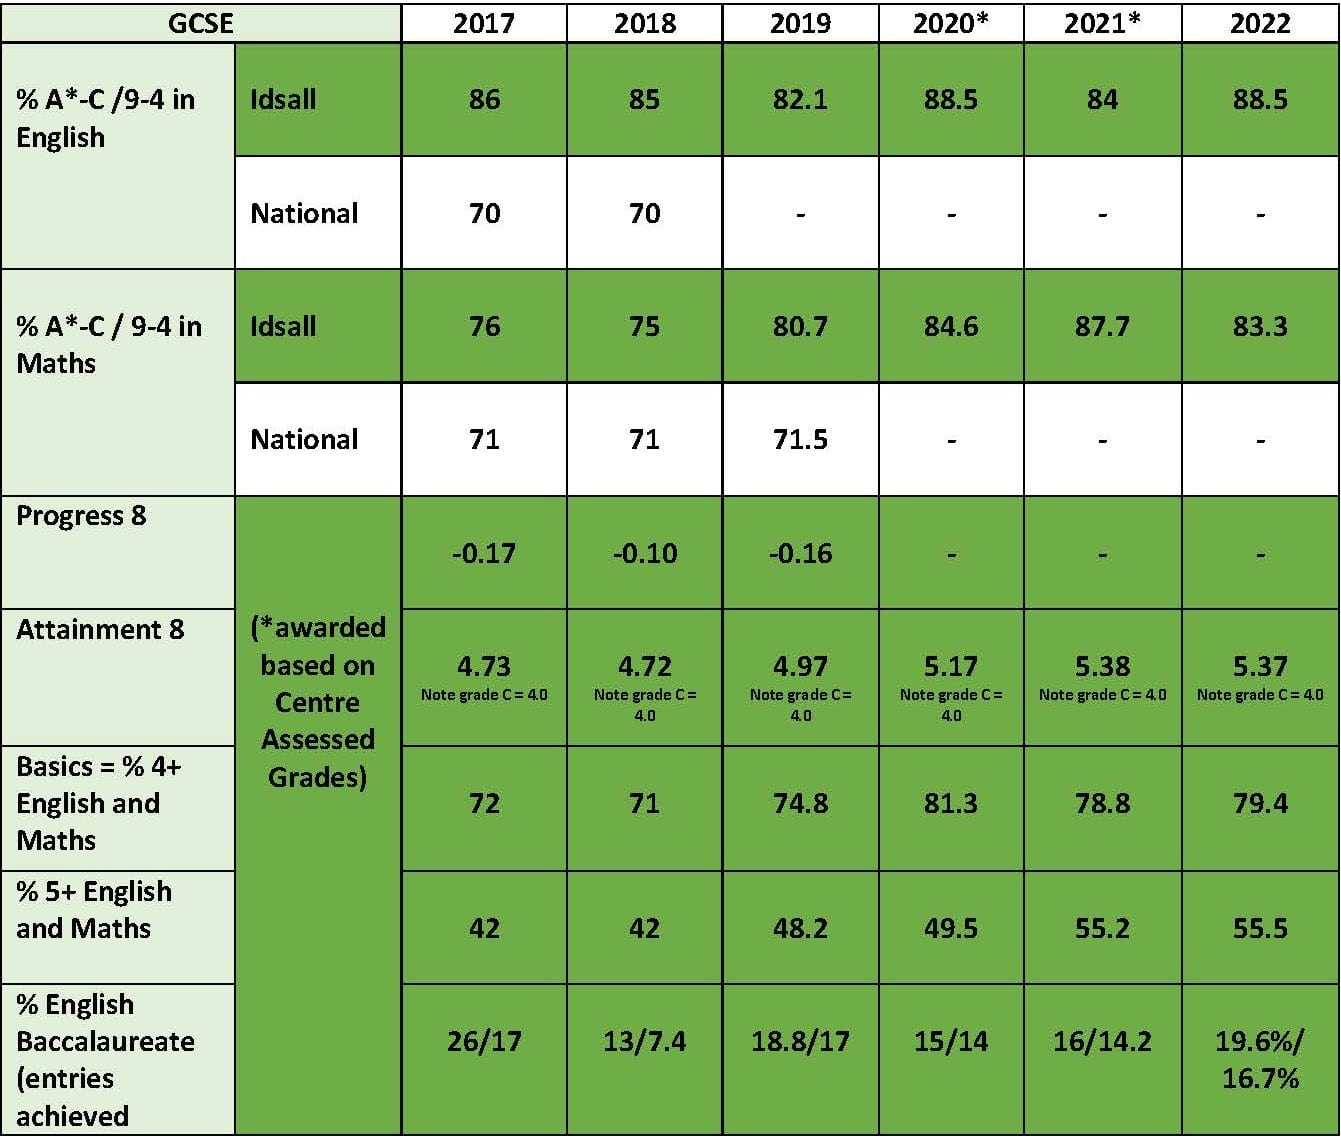 GCSE 2017 2018 2019 2020* 2021* 2022
% A*-C /9-4 in
English
Idsall 86 85 82.1 88.5 84 88.5
National 70 70 - - - -
% A*-C / 9-4 in
Maths
Idsall 76 75 80.7 84.6 87.7 83.3
National 71 71 71.5 - - -
Progress 8
-0.17 -0.10 -0.16 - - -
(*awarded
based on
Centre
Assessed
Grades)
Attainment 8
4.73 4.72 4.97 5.17 5.38 5.37
Note grade C = 4.0 Note grade C = Note grade C = Note grade C = Note grade C = 4.0 Note grade C = 4.0
4.0 4.0 4.0
Basics = % 4+
English and
Maths
72 71 74.8 81.3 78.8 79.4
% 5+ English
and Maths
42 42 48.2 49.5 55.2 55.5
% English
Baccalaureate
(entries
achieved
26/17 13/7.4 18.8/17 15/14 16/14.2 19.6%/
16.7%